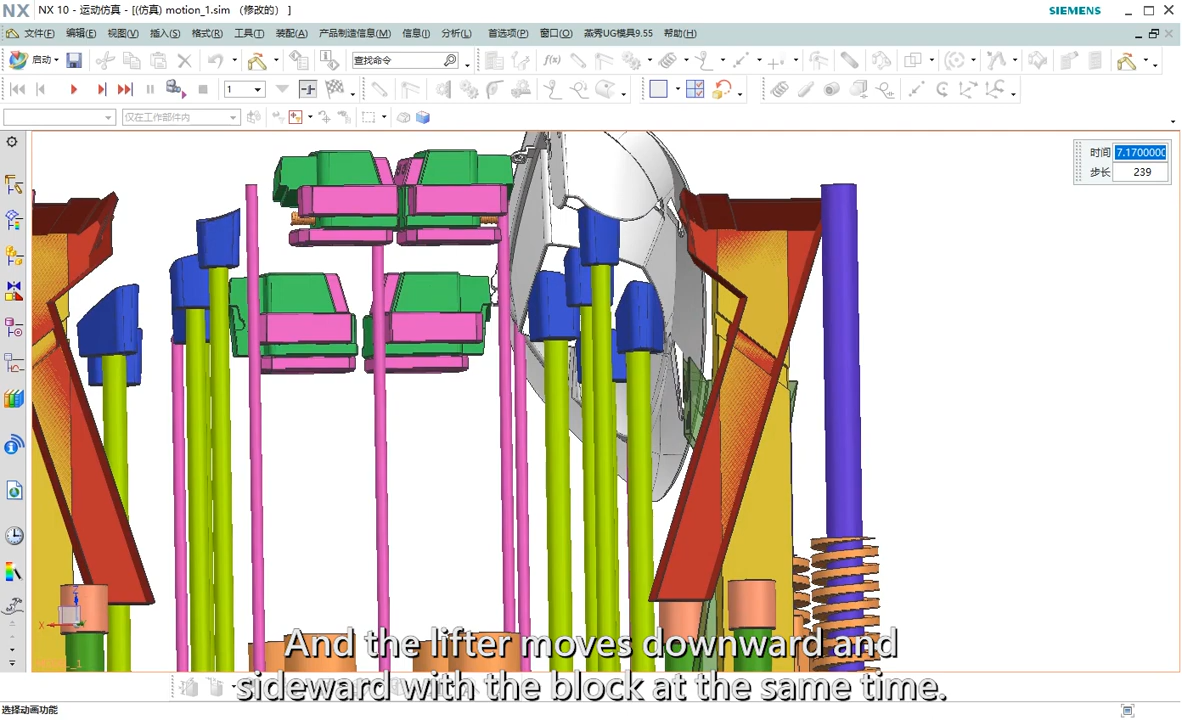 NX NX 10 - 运动仿真 - [(仿真) motion_1.sim （修改的） ]
SIEMENS
文件(F) 编辑(E) 视图(V) 插入(S) 格式(R) 工具(T) 装配(A) 产品制造信息(M) 信息(I) 分析(L) 首选项(P) 窗口(O) 燕秀UG模具9.55 帮助(H)
启动 查找命令
1
仅在工作部件内
时间 7.1700000
步长 239
And the lifter moves downward and
sideward with the block at the same time.
选择动画功能